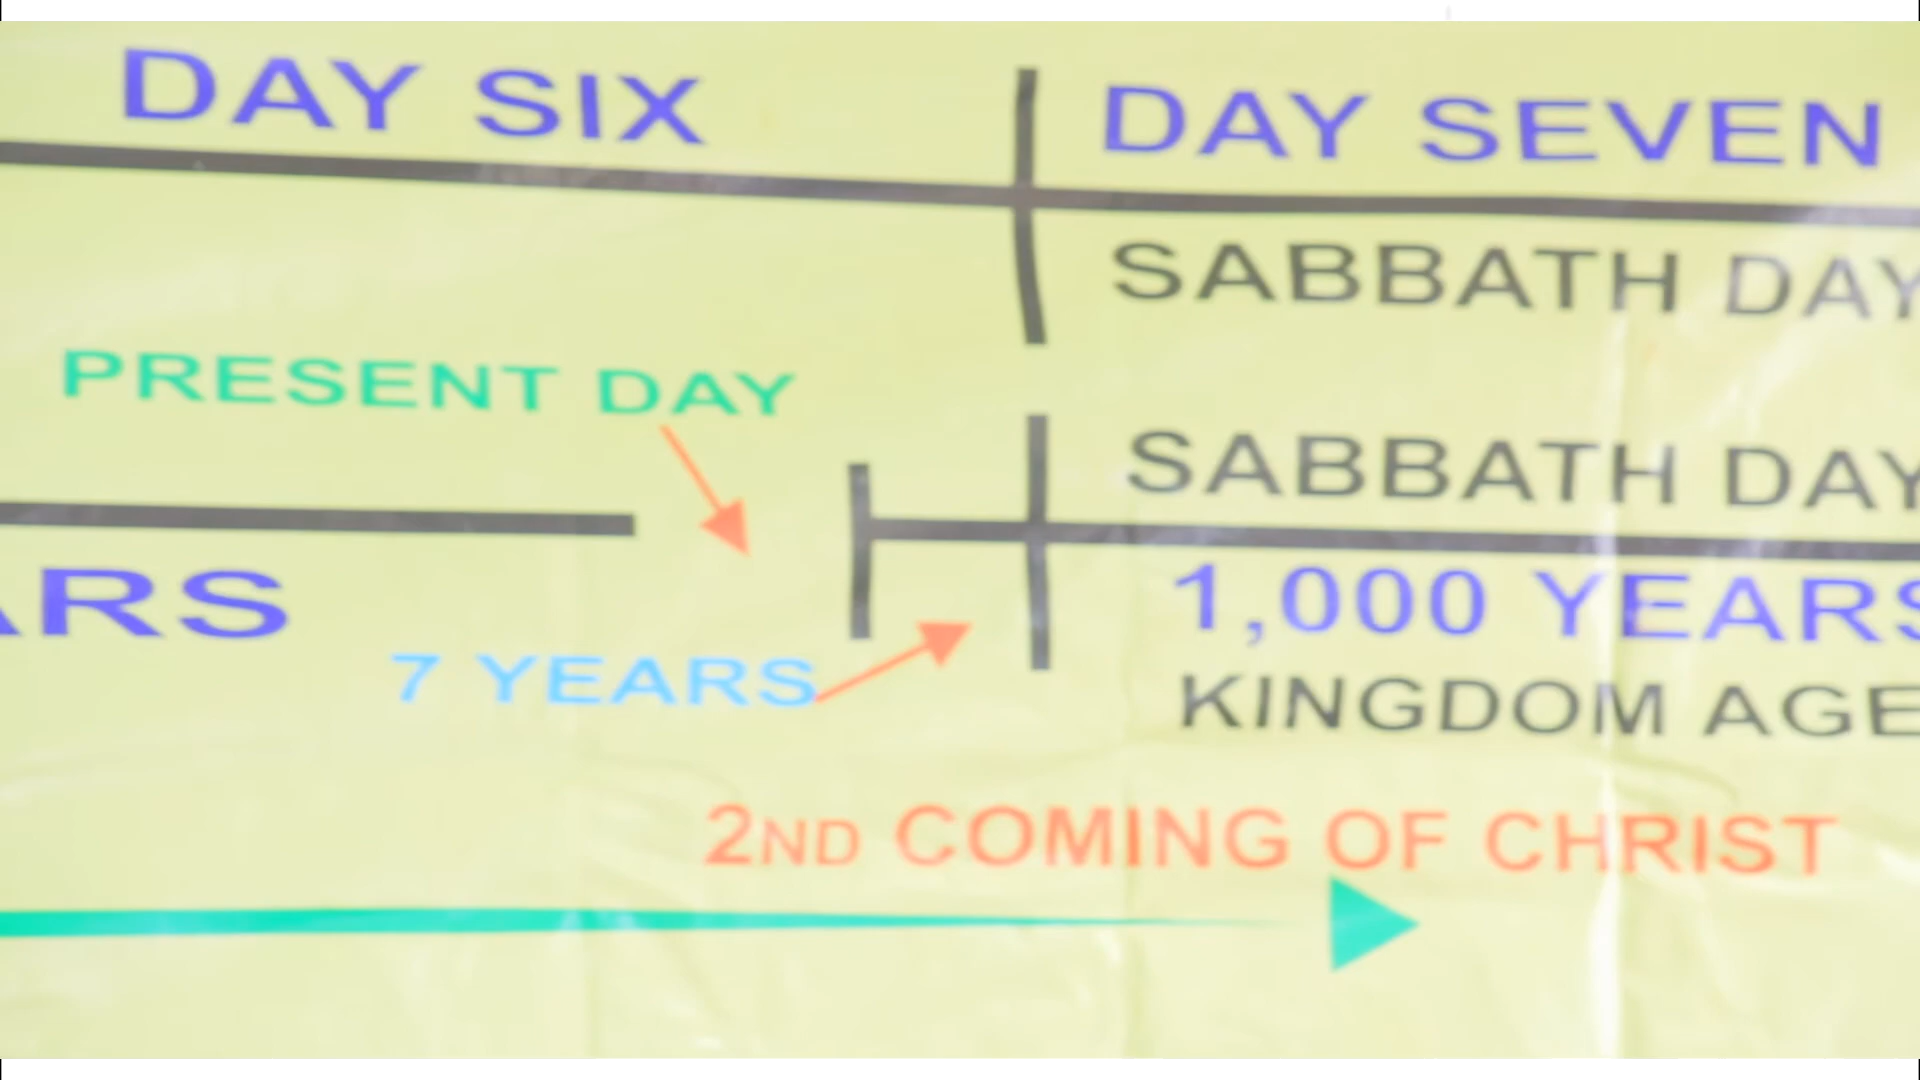 DAY SIX
DAY SEVEN
SABBATH DAY
PRESENT DAY
SABBATH DAY
ARS
1,000 YEARS
7 YEARS
KINGDOM AGE
2ND COMING OF CHRIST